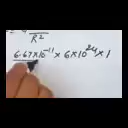 R²
6.67×10⁻¹¹ × 6×10²⁴ × 1